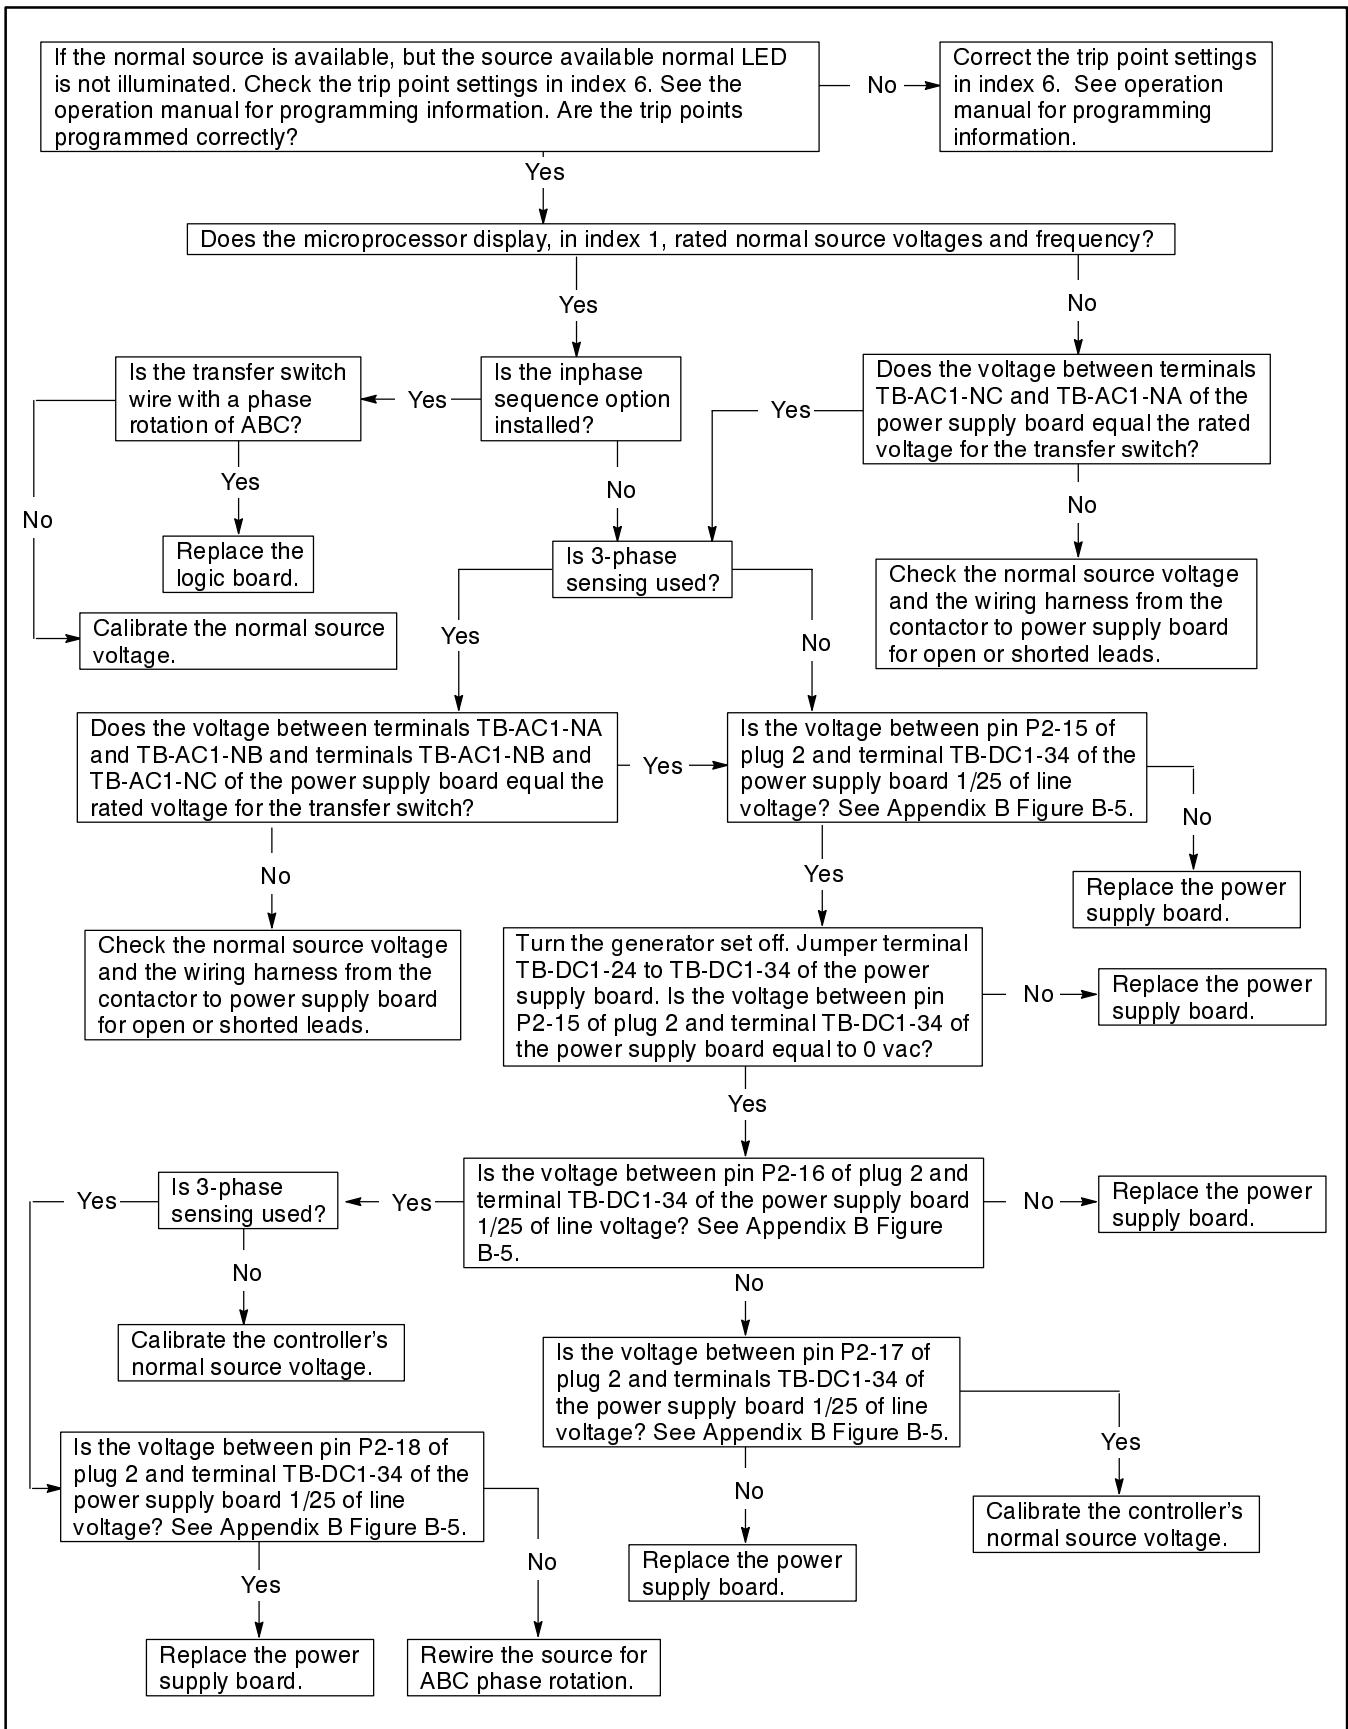 If the normal source is available, but the source available normal LED
is not illuminated. Check the trip point settings in index 6. See the
operation manual for programming information. Are the trip points
programmed correctly?
No
Correct the trip point settings
in index 6. See operation
manual for programming
information.
Yes
Does the microprocessor display, in index 1, rated normal source voltages and frequency?
Yes
No
Is the transfer switch
wire with a phase
rotation of ABC?
Yes
Is the inphase
sequence option
installed?
Yes
Does the voltage between terminals
TB-AC1-NC and TB-AC1-NA of the
power supply board equal the rated
voltage for the transfer switch?
No
Yes
No
No
Replace the
logic board.
Is 3-phase
sensing used?
Check the normal source voltage
and the wiring harness from the
contactor to power supply board
for open or shorted leads.
Calibrate the normal source
voltage.
Yes
No
Does the voltage between terminals TB-AC1-NA
and TB-AC1-NB and terminals TB-AC1-NB and
TB-AC1-NC of the power supply board equal the
rated voltage for the transfer switch?
Yes
Is the voltage between pin P2-15 of
plug 2 and terminal TB-DC1-34 of the
power supply board 1/25 of line
voltage? See Appendix B Figure B-5.
No
No
Yes
Replace the power
supply board.
Check the normal source voltage
and the wiring harness from the
contactor to power supply board
for open or shorted leads.
Turn the generator set off. Jumper terminal
TB-DC1-24 to TB-DC1-34 of the power
supply board. Is the voltage between pin
P2-15 of plug 2 and terminal TB-DC1-34 of
the power supply board equal to 0 vac?
No
Replace the power
supply board.
Yes
Yes
Is 3-phase
sensing used?
Yes
Is the voltage between pin P2-16 of plug 2 and
terminal TB-DC1-34 of the power supply board
1/25 of line voltage? See Appendix B Figure
B-5.
No
Replace the power
supply board.
No
No
Calibrate the controller's
normal source voltage.
Is the voltage between pin P2-17 of
plug 2 and terminals TB-DC1-34 of
the power supply board 1/25 of line
voltage? See Appendix B Figure B-5.
Yes
Is the voltage between pin P2-18 of
plug 2 and terminal TB-DC1-34 of the
power supply board 1/25 of line
voltage? See Appendix B Figure B-5.
No
Calibrate the controller's
normal source voltage.
Yes
No
Replace the power
supply board.
Replace the power
supply board.
Rewire the source for
ABC phase rotation.